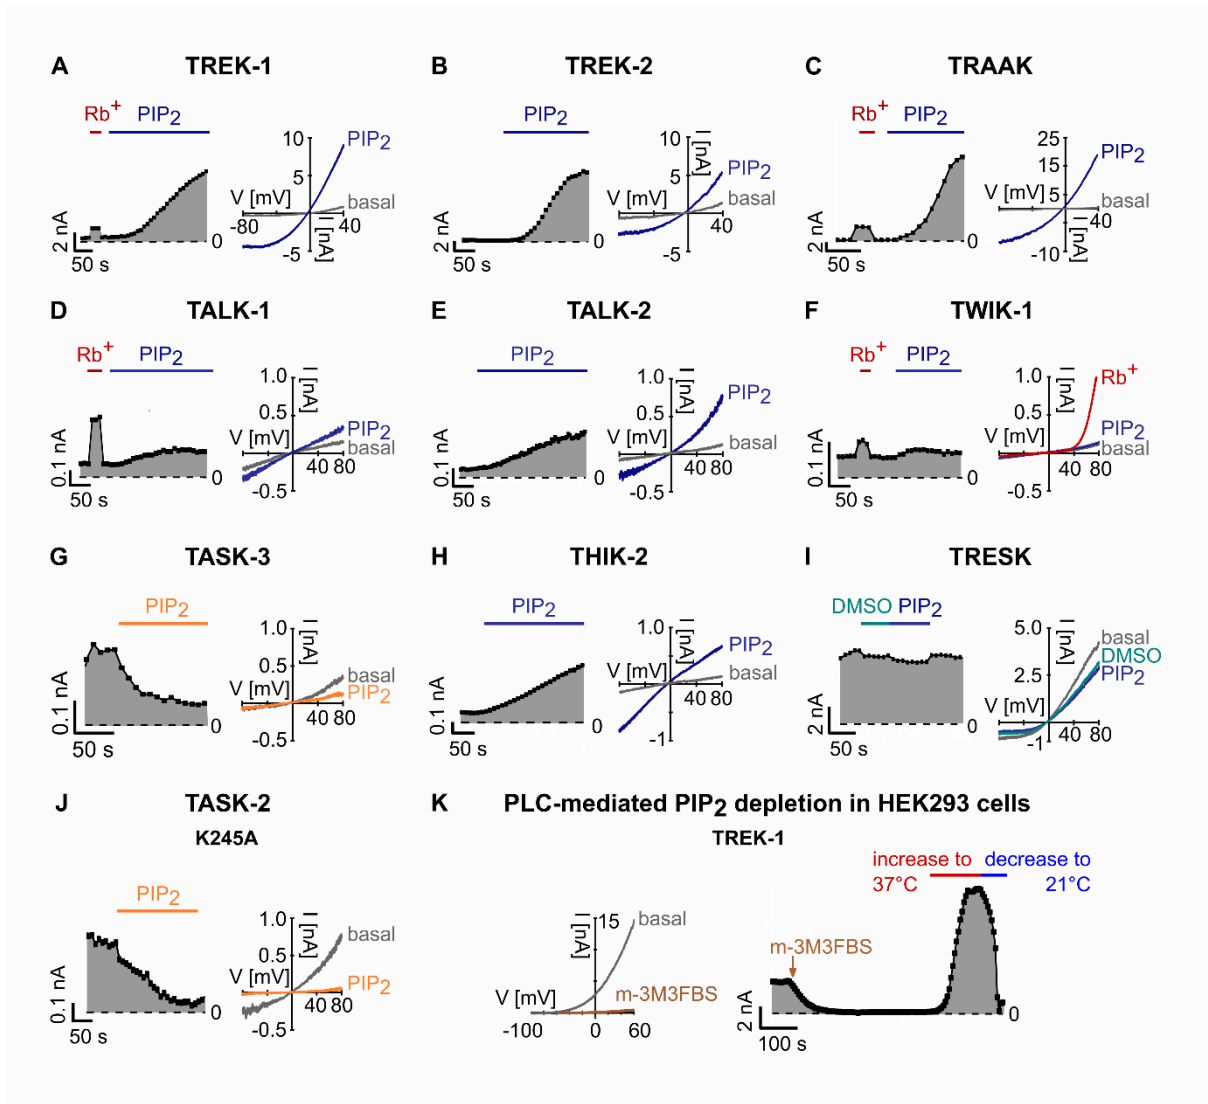 A TREK-1
Rb+ PIP2
10
PIP2
5
V [mV]
basal
-80 40
2 nA
0
I [nA]
50 s
-5
B TREK-2
PIP2
10
I [nA]
5
PIP2
V [mV]
basal
40
2 nA
0
50 s
-5
C TRAAK
Rb+ PIP2
25
15
PIP2
5
V [mV]
basal
40
2 nA
0
I [nA]
50 s
-10
D TALK-1
Rb+ PIP2
1.0
I [nA]
0.5
V [mV]
PIP2
basal
40 80
0.1 nA
0
50 s
-0.5
E TALK-2
PIP2
1.0
I [nA]
0.5
PIP2
V [mV]
basal
40 80
0.1 nA
0
50 s
-0.5
F TWIK-1
Rb+ PIP2
1.0
Rb+
I [nA]
0.5
V [mV]
PIP2
basal
40 80
0.1 nA
0
50 s
-0.5
G TASK-3
PIP2
1.0
I [nA]
0.5
basal
V [mV]
PIP2
40 80
0.1 nA
0
50 s
-0.5
H THIK-2
PIP2
1.0
I [nA]
PIP2
V [mV]
basal
40 80
0.1 nA
0
50 s
-1
I TRESK
DMSO PIP2
5.0
I [nA]
basal
DMSO
2.5
PIP2
V [mV]
-1 40 80
2 nA
0
50 s
J TASK-2
K245A
PIP2
1.0
I [nA]
basal
0.5
V [mV]
PIP2
40 80
0.1 nA
0
50 s
-0.5
K PLC-mediated PIP2 depletion in HEK293 cells
TREK-1
increase to decrease to
37°C 21°C
15
basal
I [nA]
m-3M3FBS
V [mV]
m-3M3FBS
-100 0 60
2 nA
0
100 s